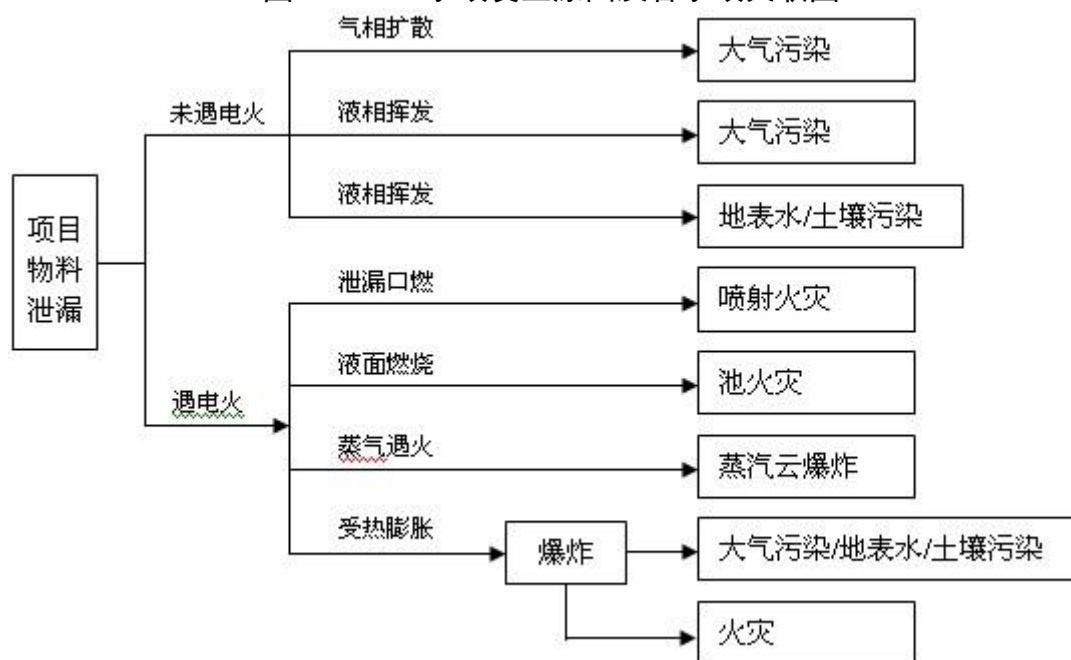 气相扩散
大气污染
未遇电火
液相挥发
大气污染
液相挥发
地表水/土壤污染
项目
物料
泄漏
泄漏口燃
喷射火灾
液面燃烧
池火灾
遇电火
蒸气遇火
蒸汽云爆炸
受热膨胀
爆炸
大气污染/地表水/土壤污染
火灾